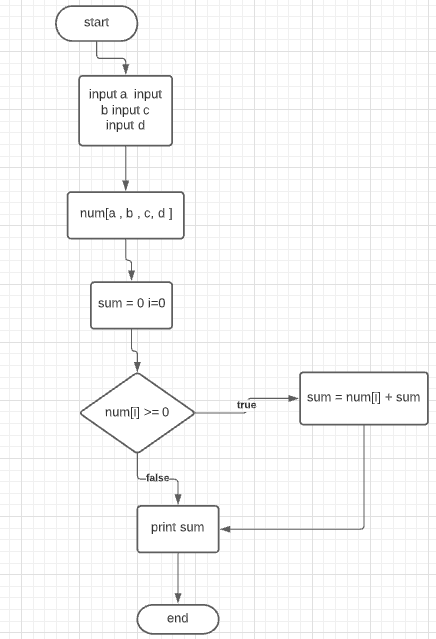 start
input a  input
b input c
input d
num[a , b , c, d ]
sum = 0 i=0
num[i] >= 0
true
sum = num[i] + sum
false
print sum
end